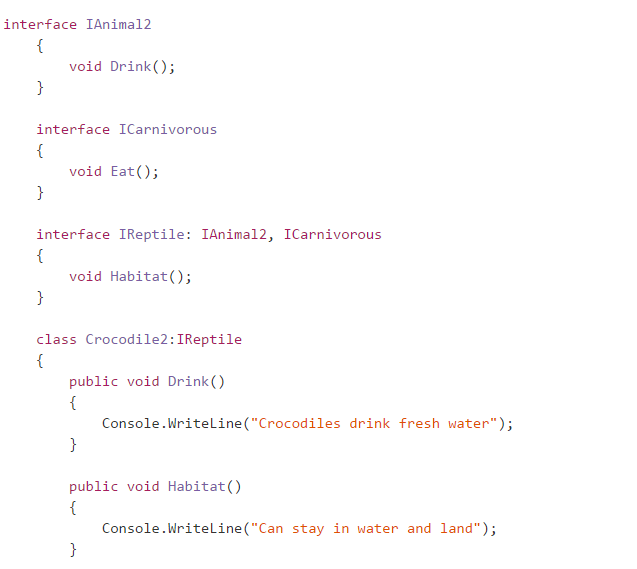 interface IAnimal2
{
void Drink();
}
interface ICarnivorous
{
void Eat();
}
interface IReptile: IAnimal2, ICarnivorous
{
void Habitat();
}
class Crocodile2:IReptile
{
public void Drink()
{
Console.WriteLine("Crocodiles drink fresh water");
}
public void Habitat()
{
Console.WriteLine("Can stay in water and land");
}